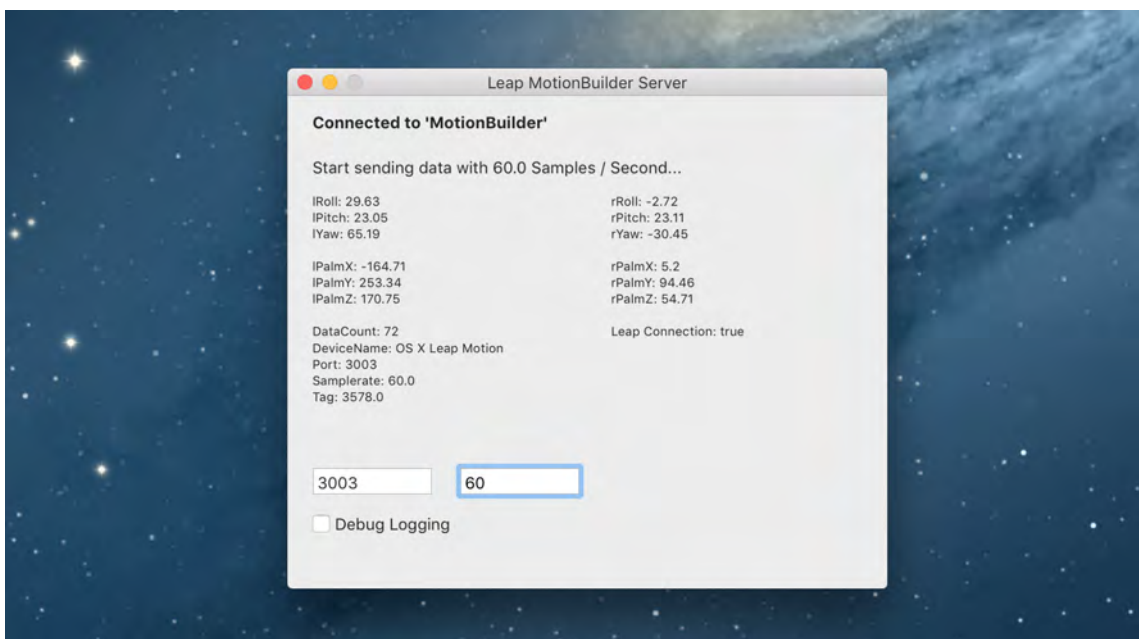 Leap MotionBuilder Server
Connected to 'MotionBuilder'
Start sending data with 60.0 Samples / Second...
lRoll: 29.63
lPitch: 23.05
lYaw: 65.19
rRoll: -2.72
rPitch: 23.11
rYaw: -30.45
lPalmX: -164.71
lPalmY: 253.34
lPalmZ: 170.75
rPalmX: 5.2
rPalmY: 94.46
rPalmZ: 54.71
DataCount: 72
DeviceName: OS X Leap Motion
Port: 3003
Samplerate: 60.0
Tag: 3578.0
Leap Connection: true
3003
60
Debug Logging